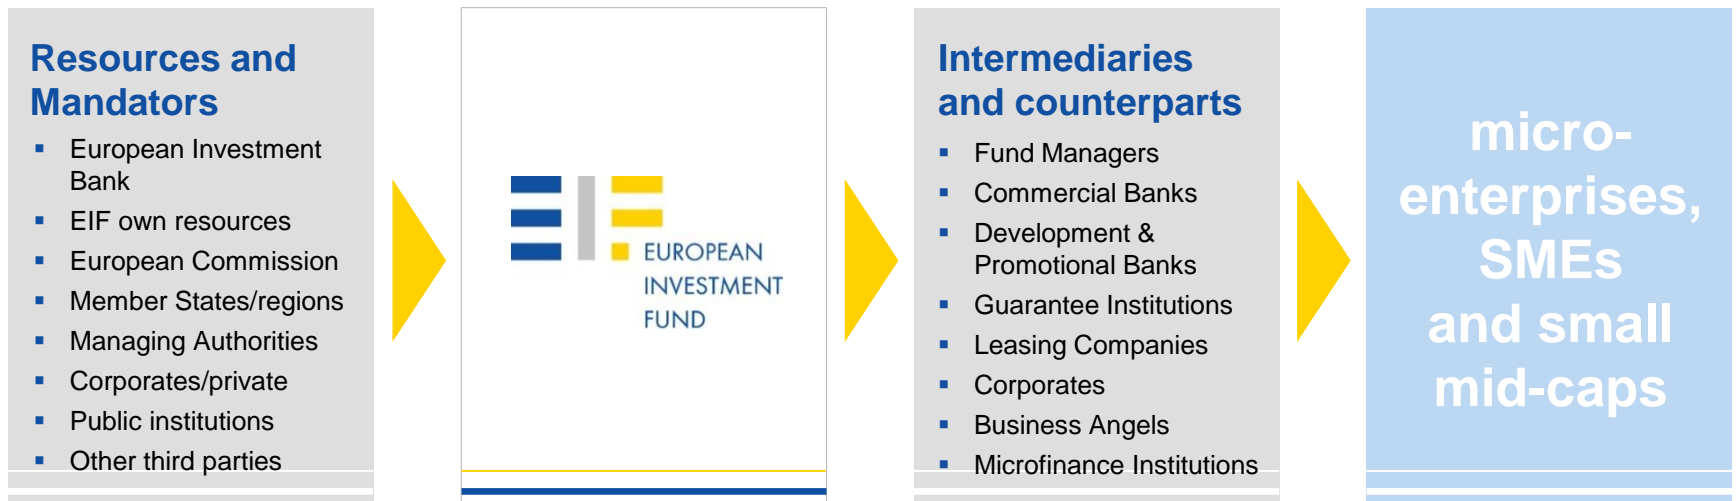 Resources and
Mandators
▪ European Investment
Bank
▪ EIF own resources
▪ European Commission
▪ Member States/regions
▪ Managing Authorities
▪ Corporates/private
▪ Public institutions
▪ Other third parties
EIF
EUROPEAN
INVESTMENT
FUND
Intermediaries
and counterparts
▪ Fund Managers
▪ Commercial Banks
▪ Development &
Promotional Banks
▪ Guarantee Institutions
▪ Leasing Companies
▪ Corporates
▪ Business Angels
▪ Microfinance Institutions
micro-
enterprises,
SMEs
and small
mid-caps